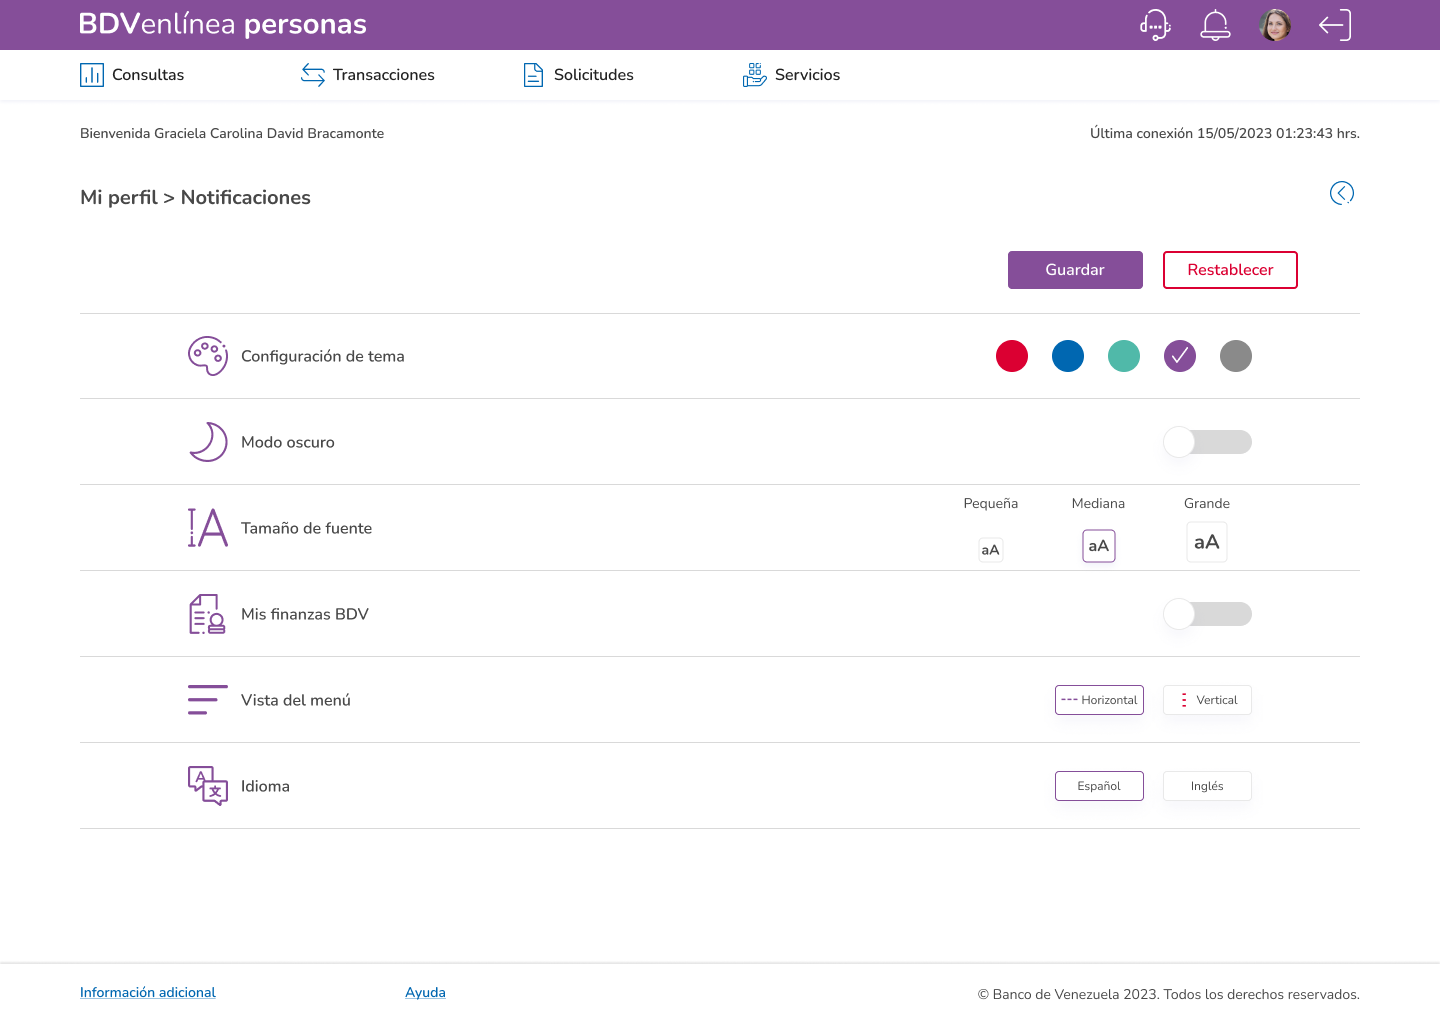 BDVenlínea personas
Consultas
Transacciones
Solicitudes
Servicios
Bienvenida Graciela Carolina David Bracamonte
Última conexión 15/05/2023 01:23:43 hrs.
Mi perfil > Notificaciones
Guardar
Restablecer
Configuración de tema
Modo oscuro
Tamaño de fuente
Pequeña
Mediana
Grande
aA
aA
aA
Mis finanzas BDV
Vista del menú
Horizontal
Vertical
Idioma
Español
Inglés
Información adicional
Ayuda
© Banco de Venezuela 2023. Todos los derechos reservados.